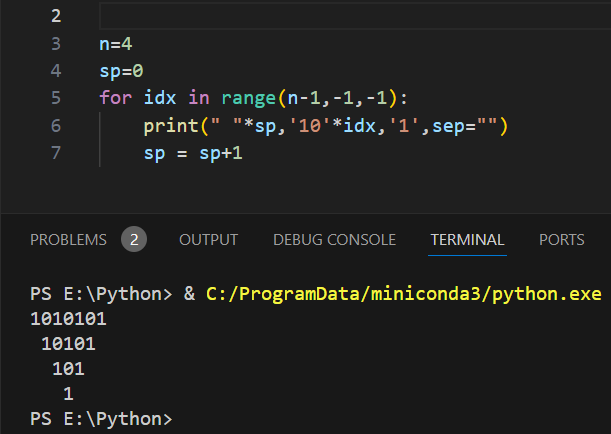 2
3 n=4
4 sp=0
5 for idx in range(n-1,-1,-1):
6     print(" "*sp,'10'*idx,'1',sep="")
7     sp = sp+1
PROBLEMS 2 OUTPUT DEBUG CONSOLE TERMINAL PORTS
PS E:\Python> & C:/ProgramData/miniconda3/python.exe
1010101
 10101
  101
   1
PS E:\Python>